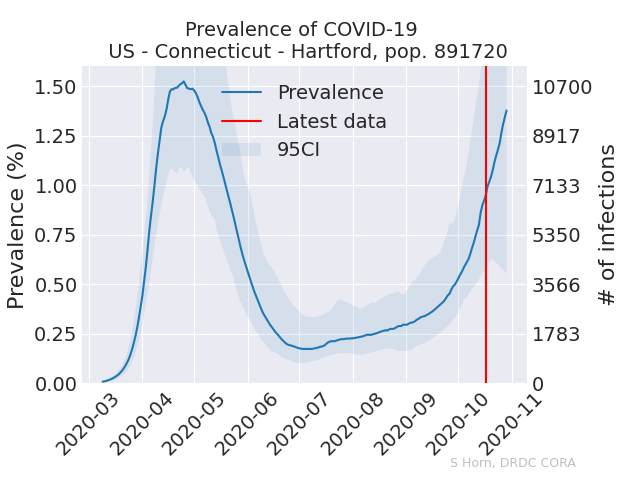 Prevalence of COVID-19
US - Connecticut - Hartford, pop. 891720
Prevalence (%)
1.50
1.25
1.00
0.75
0.50
0.25
0.00
Prevalence
Latest data
95CI
10700
8917
7133
5350
3566
1783
0
# of infections
2020-03
2020-04
2020-05
2020-06
2020-07
2020-08
2020-09
2020-10
2020-11
S Horn, DRDC CORA